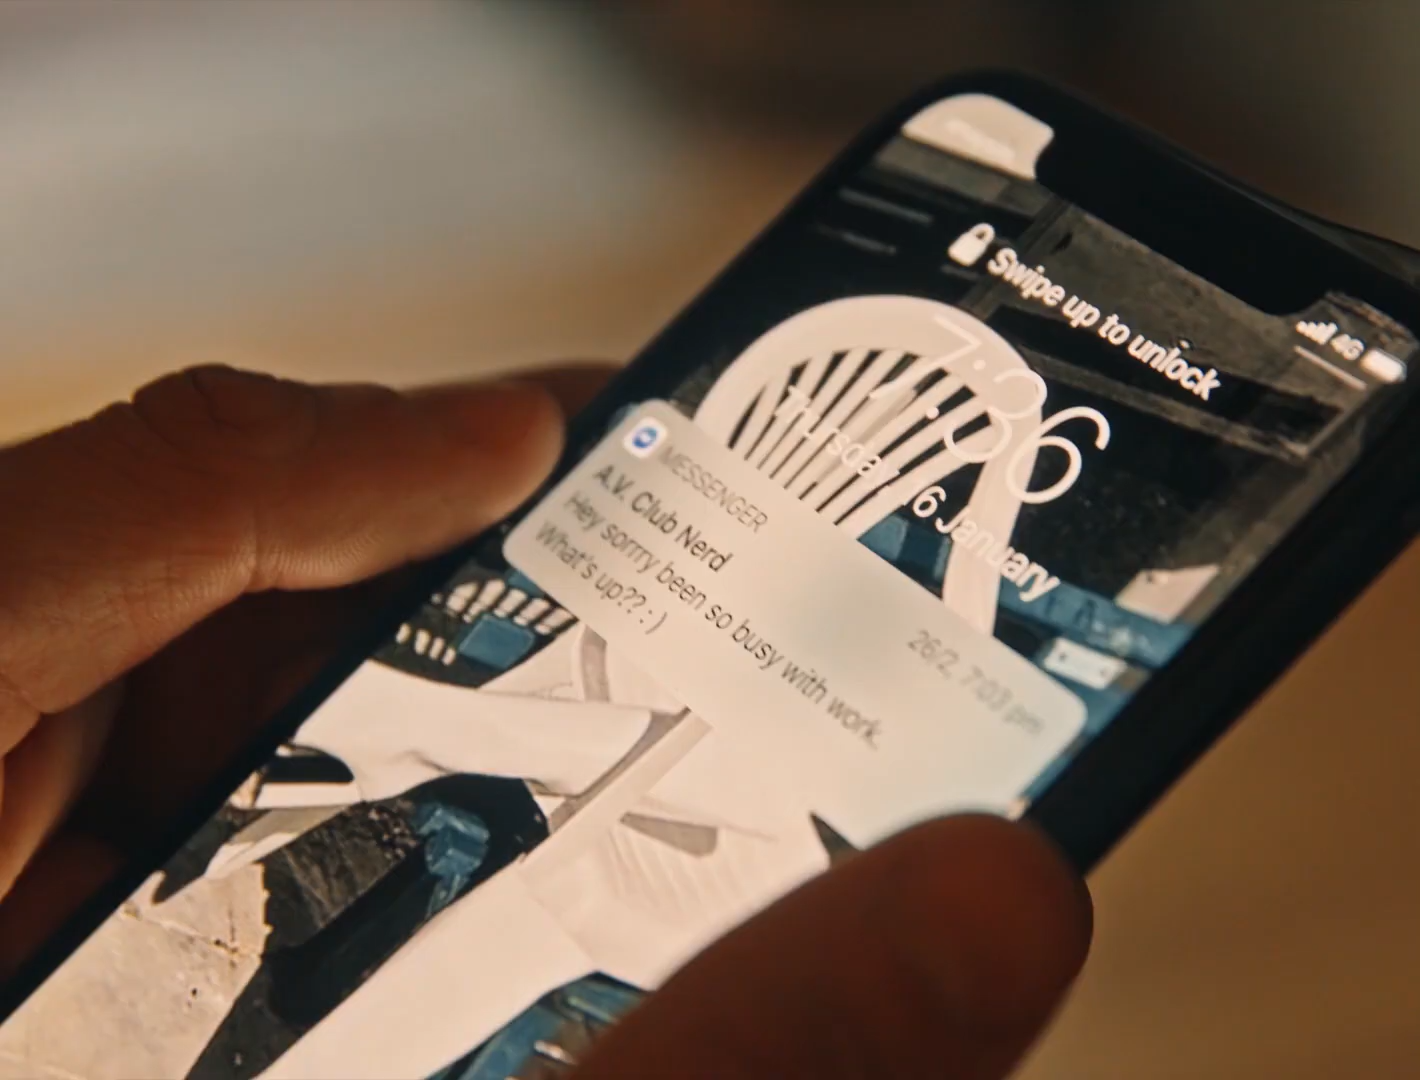 Swipe up to unlock
4G
7:36
Thursday 16 January
MESSENGER
26/2, 7:03 pm
A.V. Club Nerd
Hey sorrry been so busy with work.
What's up?? : )